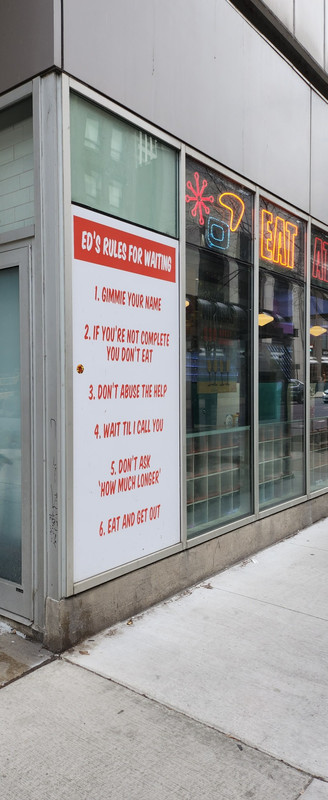 ED'S RULES FOR WAITING
1. GIMMIE YOUR NAME
2. IF YOU'RE NOT COMPLETE
YOU DON'T EAT
3. DON'T ABUSE THE HELP
4. WAIT TIL I CALL YOU
5. DON'T ASK
'HOW MUCH LONGER'
6. EAT AND GET OUT
EAT